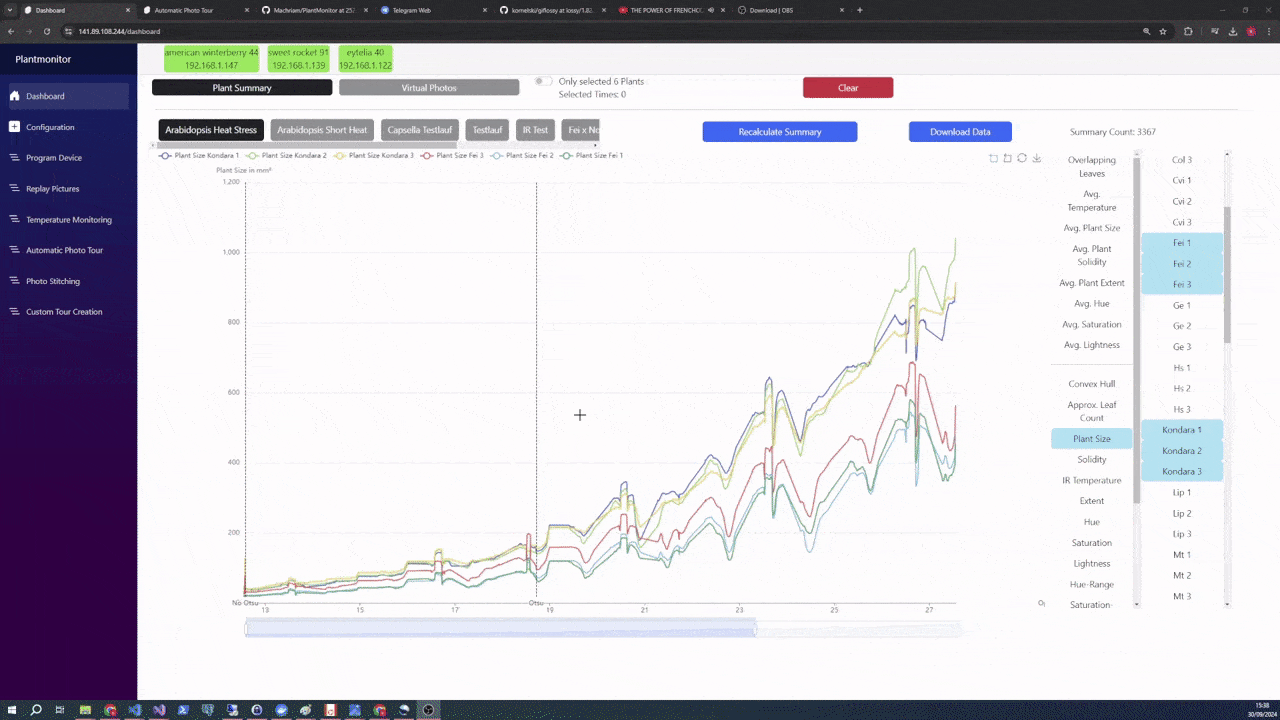 Dashboard
Automatic Photo Tour
Machriam/PlantMonitor at 25.
Telegram Web
kornelski/giflossy at lossy/1.8.
THE POWER OF FRENCHC
Download | OBS
141.89.108.244/dashboard
Plantmonitor
Dashboard
Configuration
Program Device
Replay Pictures
Temperature Monitoring
Automatic Photo Tour
Photo Stitching
Custom Tour Creation
american winterberry 44
192.168.1.147
sweet rocket 91
192.168.1.139
eytelia 40
192.168.1.122
Plant Summary
Virtual Photos
Only selected 6 Plants
Selected Times: 0
Clear
Arabidopsis Heat Stress
Arabidopsis Short Heat
Capsella Testlauf
Testlauf
IR Test
Fei x No
Recalculate Summary
Download Data
Summary Count: 3367
Plant Size Kondara 1
Plant Size Kondara 2
Plant Size Kondara 3
Plant Size Fei 3
Plant Size Fei 2
Plant Size Fei 1
Plant Size in mm²
1,200
1,000
800
600
400
200
No Otsu
Otsu
13
15
17
19
21
23
25
27
Overlapping
Leaves
Avg.
Temperature
Avg. Plant Size
Avg. Plant
Solidity
Avg. Plant Extent
Avg. Hue
Avg. Saturation
Avg. Lightness
Convex Hull
Approx. Leaf
Count
Plant Size
Solidity
IR Temperature
Extent
Hue
Saturation
Lightness
Hue-Range
Saturation-
Col 3
Cvi 1
Cvi 2
Cvi 3
Fei 1
Fei 2
Fei 3
Ge 1
Ge 2
Ge 3
Hs 1
Hs 2
Hs 3
Kondara 1
Kondara 2
Kondara 3
Lip 1
Lip 2
Lip 3
Mt 1
Mt 2
Mt 3
15:38
30/09/2024